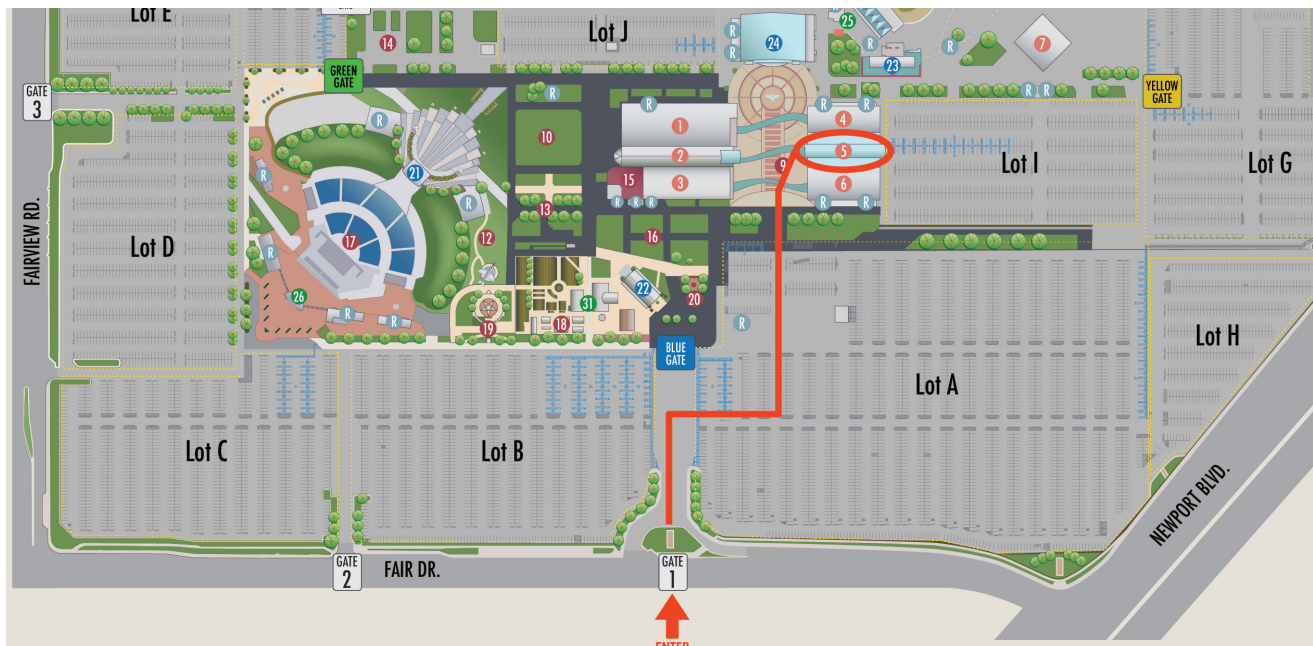 Lot E
Lot J
14
R
R
24
25
R
23
R
7
GREEN
GATE
GATE
3
YELLOW
GATE
R
R
R
R
R
R
R
10
1
4
2
5
9
3
6
15
R
R
R
R
R
21
R
R
Lot I
Lot G
FAIRVIEW RD.
Lot D
17
12
13
16
R
26
R
R
22
31
20
18
19
R
BLUE
GATE
Lot H
Lot A
Lot C
Lot B
NEWPORT BLVD.
GATE
2
FAIR DR.
GATE
1
ENTER